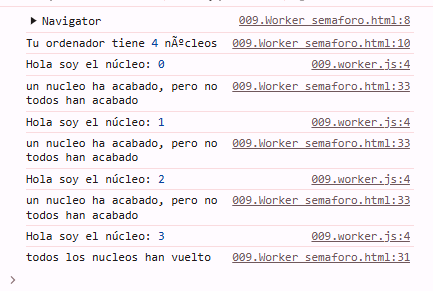 ▶ Navigator 009.Worker semaforo.html:8
Tu ordenador tiene 4 nÃºcleos 009.Worker semaforo.html:10
Hola soy el núcleo: 0 009.worker.js:4
un nucleo ha acabado, pero no 009.Worker semaforo.html:33
todos han acabado
Hola soy el núcleo: 1 009.worker.js:4
un nucleo ha acabado, pero no 009.Worker semaforo.html:33
todos han acabado
Hola soy el núcleo: 2 009.worker.js:4
un nucleo ha acabado, pero no 009.Worker semaforo.html:33
todos han acabado
Hola soy el núcleo: 3 009.worker.js:4
todos los nucleos han vuelto 009.Worker semaforo.html:31